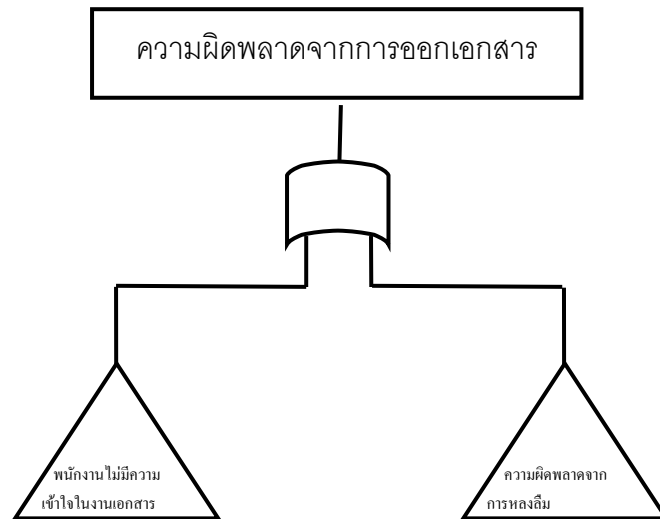 ความผิดพลาดจากการออกเอกสาร
พนักงานไม่มีความ
เข้าใจในงานเอกสาร
ความผิดพลาดจาก
การหลงลืม